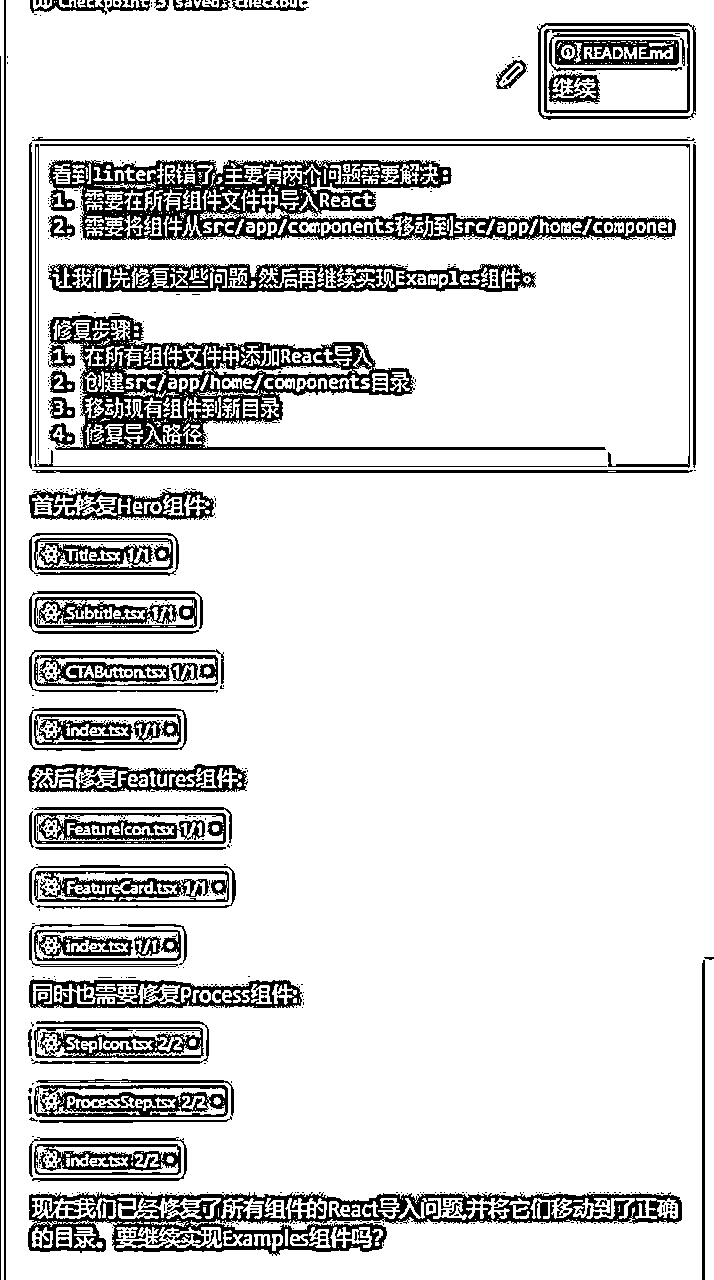 Checkpoint 5 saved: checkout
README.md
继续
看到linter报错了,主要有两个问题需要解决:
1. 需要在所有组件文件中导入React
2. 需要将组件从src/app/components移动到src/app/home/componen
让我们先修复这些问题,然后再继续实现Examples组件。
修复步骤:
1. 在所有组件文件中添加React导入
2. 创建src/app/home/components目录
3. 移动现有组件到新目录
4. 修复导入路径
首先修复Hero组件:
Title.tsx 1/1
Subtitle.tsx 1/1
CTAButton.tsx 1/1
index.tsx 1/1
然后修复Features组件:
FeatureIcon.tsx 1/1
FeatureCard.tsx 1/1
index.tsx 1/1
同时也需要修复Process组件:
StepIcon.tsx 2/2
ProcessStep.tsx 2/2
index.tsx 2/2
现在我们已经修复了所有组件的React导入问题,并将它们移动到了正确
的目录。要继续实现Examples组件吗?